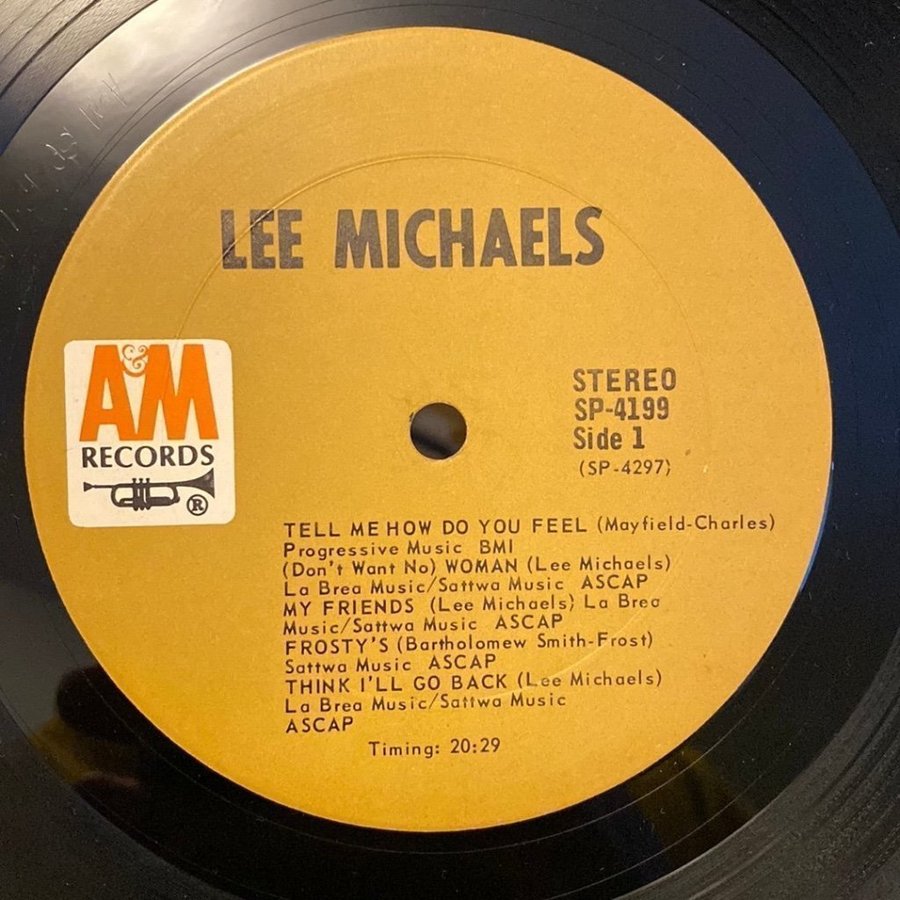 LEE MICHAELS
A&M
RECORDS
®
STEREO
SP-4199
Side 1
(SP-4297)
TELL ME HOW DO YOU FEEL (Mayfield-Charles)
Progressive Music BMI
(Don't Want No) WOMAN (Lee Michaels)
La Brea Music/Sattwa Music ASCAP
MY FRIENDS (Lee Michaels) La Brea
Music/Sattwa Music ASCAP
FROSTY'S (Bartholomew Smith-Frost)
Sattwa Music ASCAP
THINK I'LL GO BACK (Lee Michaels)
La Brea Music/Sattwa Music
ASCAP
Timing: 20:29